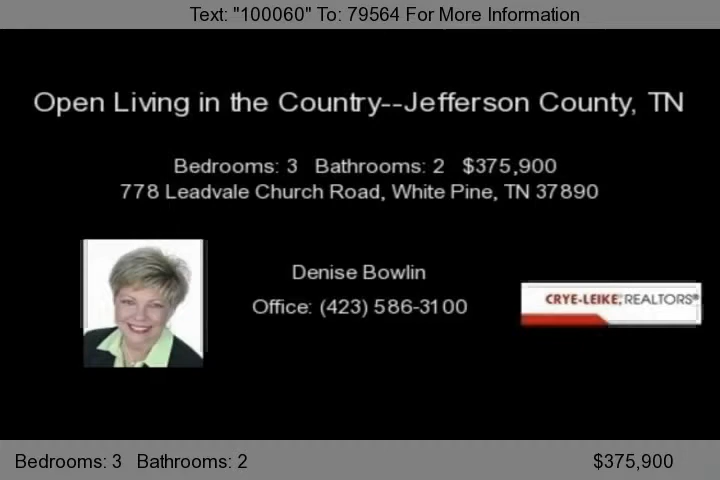 Text: "100060" To: 79564 For More Information
Open Living in the Country--Jefferson County, TN
Bedrooms: 3 Bathrooms: 2 $375,900
778 Leadvale Church Road, White Pine, TN 37890
Denise Bowlin
Office: (423) 586-3100
CRYE-LEIKE, REALTORS®
Bedrooms: 3 Bathrooms: 2 $375,900